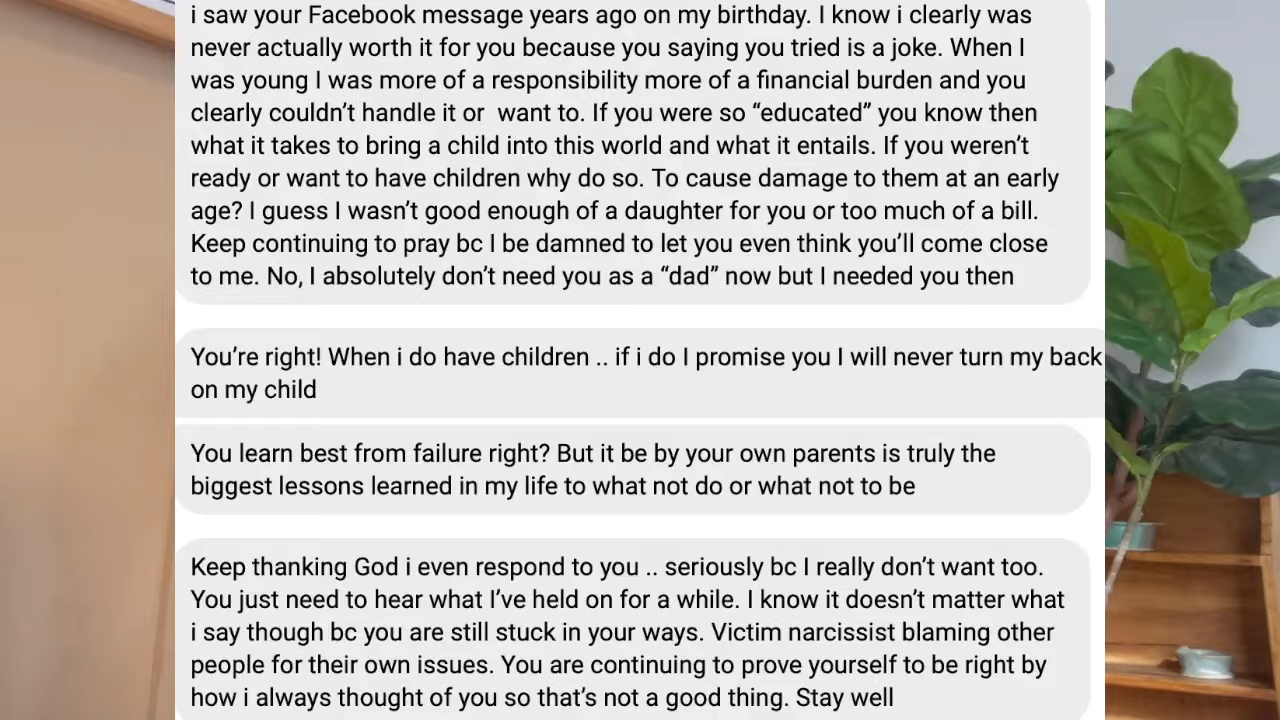 i saw your Facebook message years ago on my birthday. I know i clearly was
never actually worth it for you because you saying you tried is a joke. When I
was young I was more of a responsibility more of a financial burden and you
clearly couldn’t handle it or  want to. If you were so “educated” you know then
what it takes to bring a child into this world and what it entails. If you weren’t
ready or want to have children why do so. To cause damage to them at an early
age? I guess I wasn’t good enough of a daughter for you or too much of a bill.
Keep continuing to pray bc I be damned to let you even think you’ll come close
to me. No, I absolutely don’t need you as a “dad” now but I needed you then
You’re right! When i do have children .. if i do I promise you I will never turn my back
on my child
You learn best from failure right? But it be by your own parents is truly the
biggest lessons learned in my life to what not do or what not to be
Keep thanking God i even respond to you .. seriously bc I really don’t want too.
You just need to hear what I’ve held on for a while. I know it doesn’t matter what
i say though bc you are still stuck in your ways. Victim narcissist blaming other
people for their own issues. You are continuing to prove yourself to be right by
how i always thought of you so that’s not a good thing. Stay well